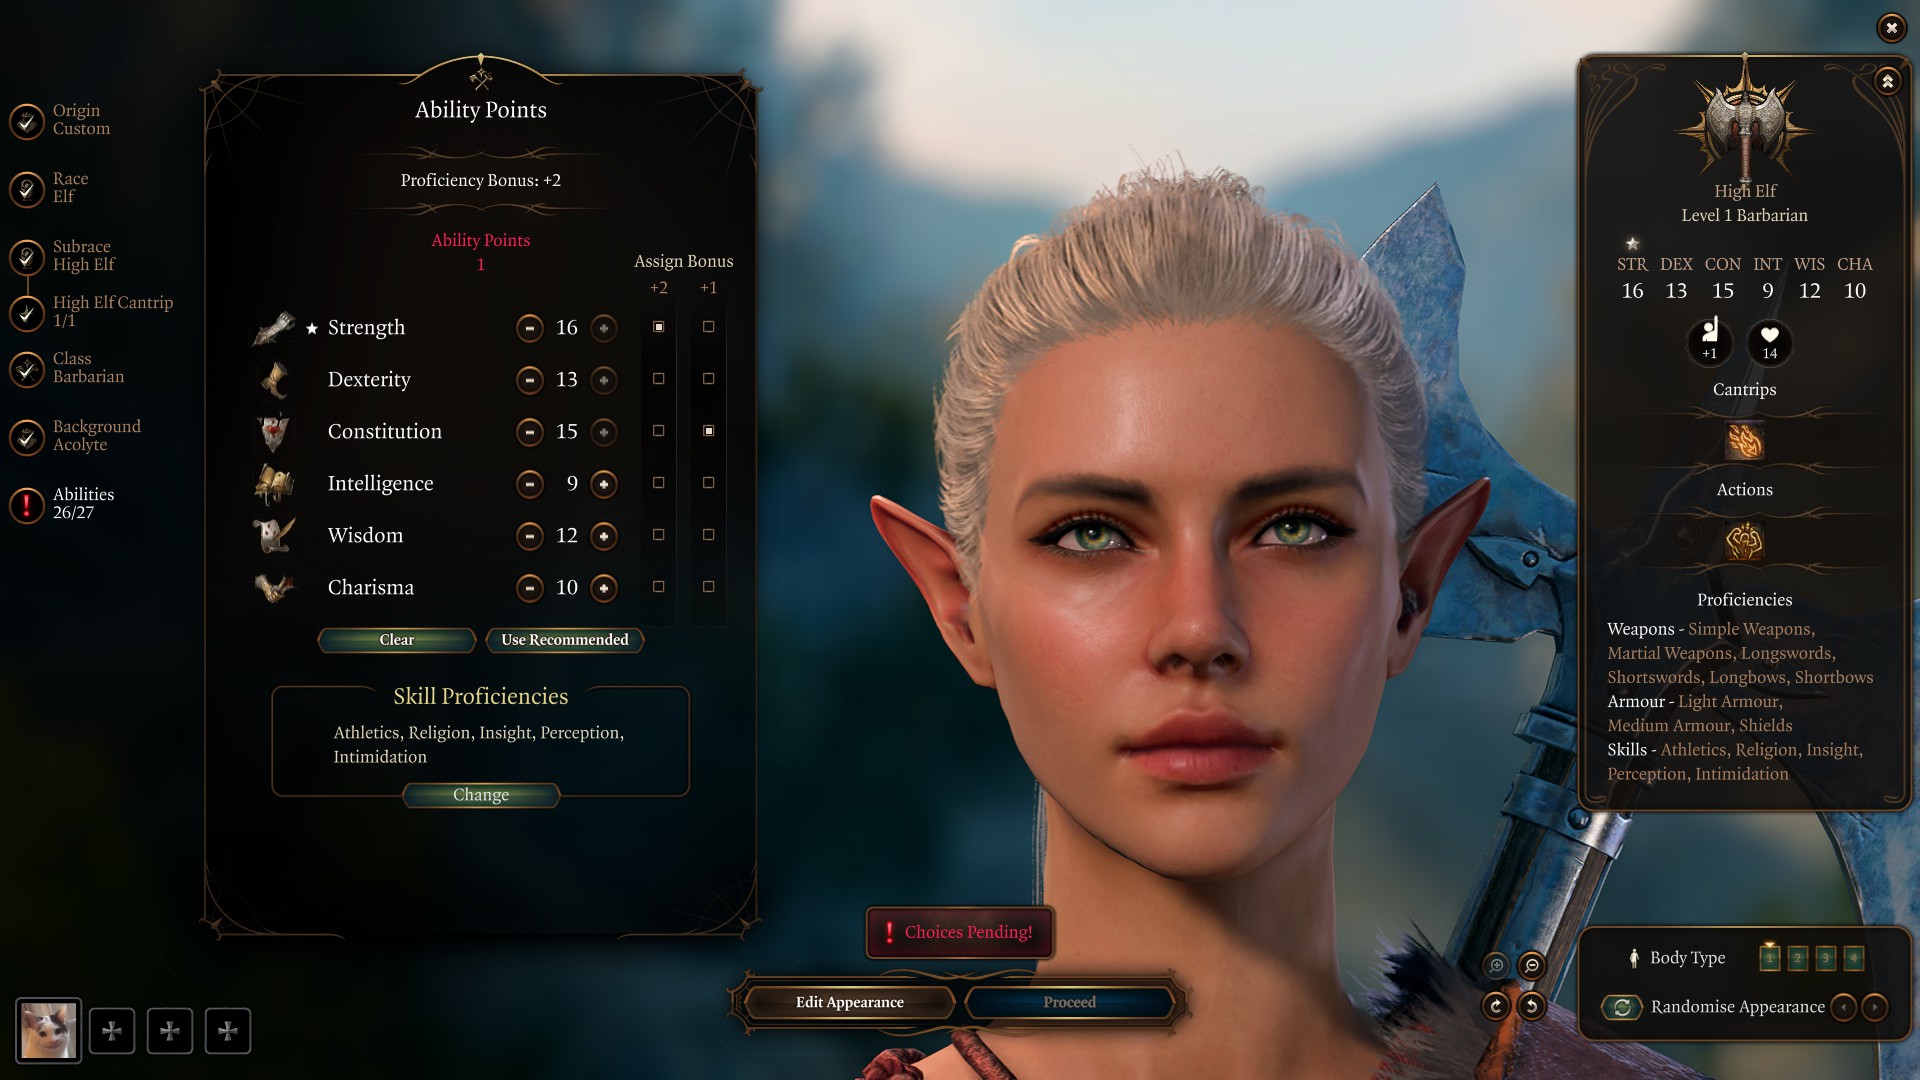 Origin
Custom
Race
Elf
Subrace
High Elf
High Elf Cantrip
1/1
Class
Barbarian
Background
Acolyte
Abilities
26/27
Ability Points
Proficiency Bonus: +2
Ability Points
1
Assign Bonus
+2 +1
Strength 16
Dexterity 13
Constitution 15
Intelligence 9
Wisdom 12
Charisma 10
Clear Use Recommended
Skill Proficiencies
Athletics, Religion, Insight, Perception,
Intimidation
Change
Choices Pending!
Edit Appearance Proceed
High Elf
Level 1 Barbarian
STR DEX CON INT WIS CHA
16 13 15 9 12 10
+1 14
Cantrips
Actions
Proficiencies
Weapons - Simple Weapons,
Martial Weapons, Longswords,
Shortswords, Longbows, Shortbows
Armour - Light Armour,
Medium Armour, Shields
Skills - Athletics, Religion, Insight,
Perception, Intimidation
Body Type 1 2 3 4
Randomise Appearance